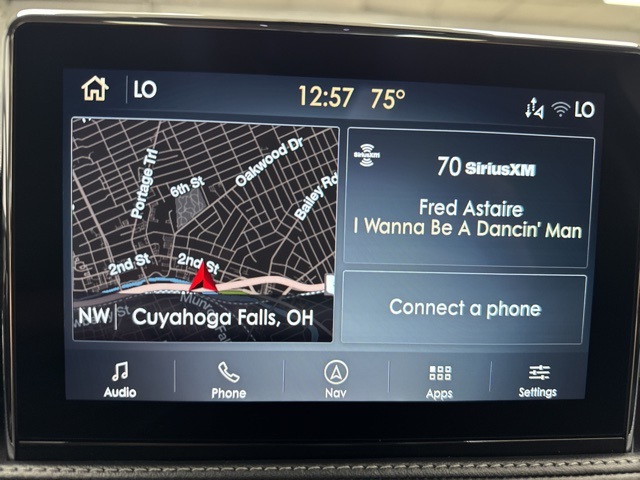 LO
12:57 75°
LO
Portage Trl
6th St
Oakwood Dr
Bailey Rd
2nd St
2nd St
NW
Cuyahoga Falls, OH
SiriusXM
70 SiriusXM
Fred Astaire
I Wanna Be A Dancin' Man
Connect a phone
Audio
Phone
Nav
Apps
Settings